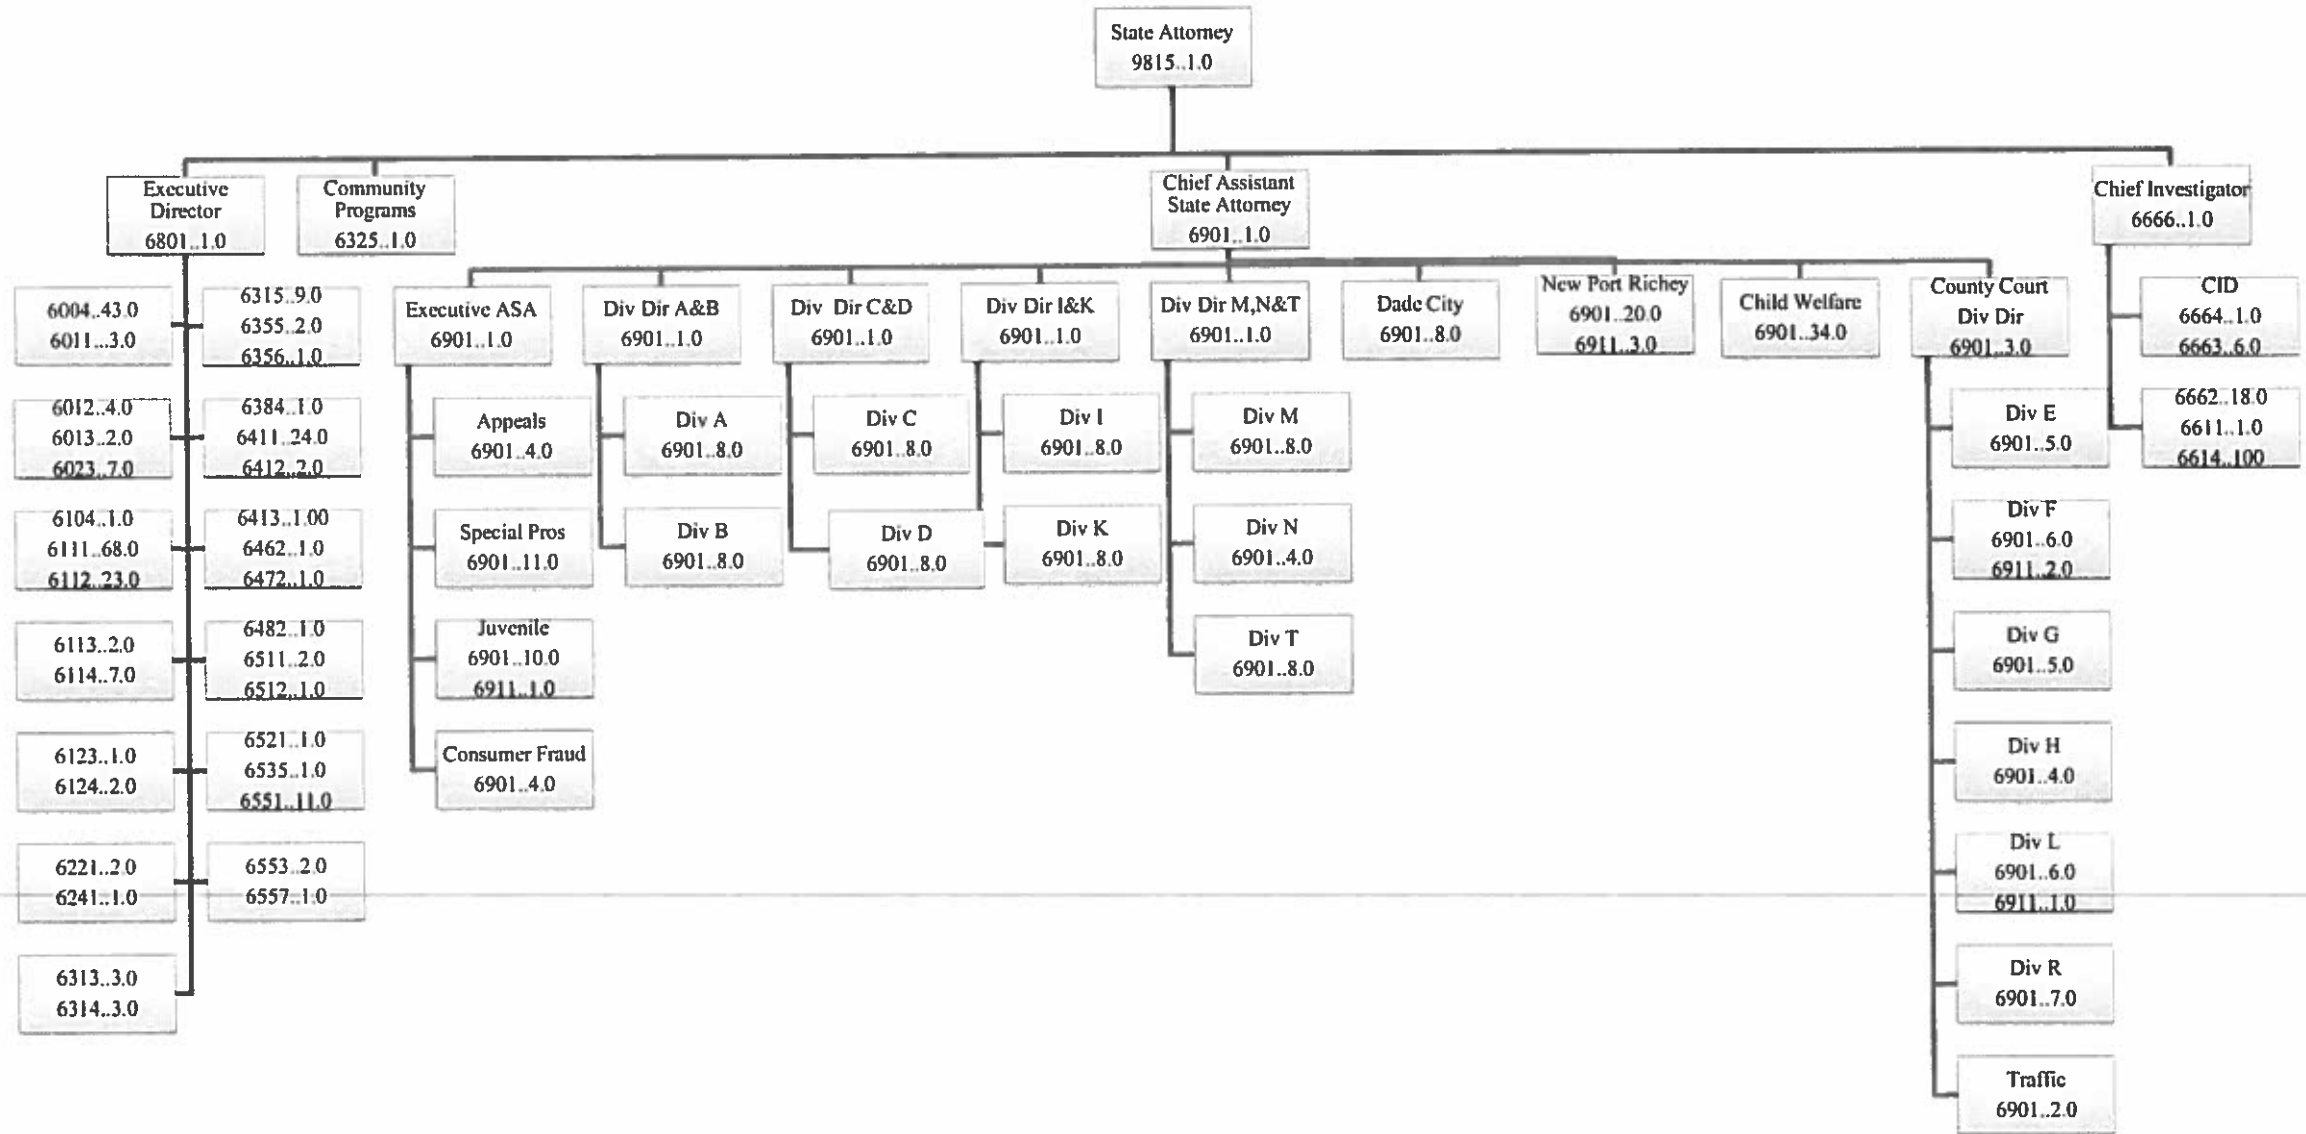 State Attorney
9815..1.0
Executive
Director
6801..1.0
Community
Programs
6325..1.0
Chief Assistant
State Attorney
6901..1.0
Chief Investigator
6666..1.0
6004..43.0
6011...3.0
6315..9.0
6355..2.0
6356..1.0
6012..4.0
6013..2.0
6023..7.0
6384..1.0
6411..24.0
6412..2.0
6104..1.0
6111..68.0
6112..23.0
6413..1.00
6462..1.0
6472..1.0
6113..2.0
6114..7.0
6482..1.0
6511..2.0
6512..1.0
6123..1.0
6124..2.0
6521..1.0
6535..1.0
6551..11.0
6221..2.0
6241..1.0
6553..2.0
6557..1.0
6313..3.0
6314..3.0
Executive ASA
6901..1.0
Appeals
6901..4.0
Special Pros
6901..11.0
Juvenile
6901..10.0
6911..1.0
Consumer Fraud
6901..4.0
Div Dir A&B
6901..1.0
Div A
6901..8.0
Div B
6901..8.0
Div Dir C&D
6901..1.0
Div C
6901..8.0
Div D
6901..8.0
Div Dir I&K
6901..1.0
Div I
6901..8.0
Div K
6901..8.0
Div Dir M,N&T
6901..1.0
Div M
6901..8.0
Div N
6901..4.0
Div T
6901..8.0
Dade City
6901..8.0
New Port Richey
6901..20.0
6911..3.0
Child Welfare
6901..34.0
County Court
Div Dir
6901..3.0
Div E
6901..5.0
Div F
6901..6.0
6911..2.0
Div G
6901..5.0
Div H
6901..4.0
Div L
6901..6.0
6911..1.0
Div R
6901..7.0
Traffic
6901..2.0
CID
6664..1.0
6663..6.0
6662..18.0
6611..1.0
6614..100